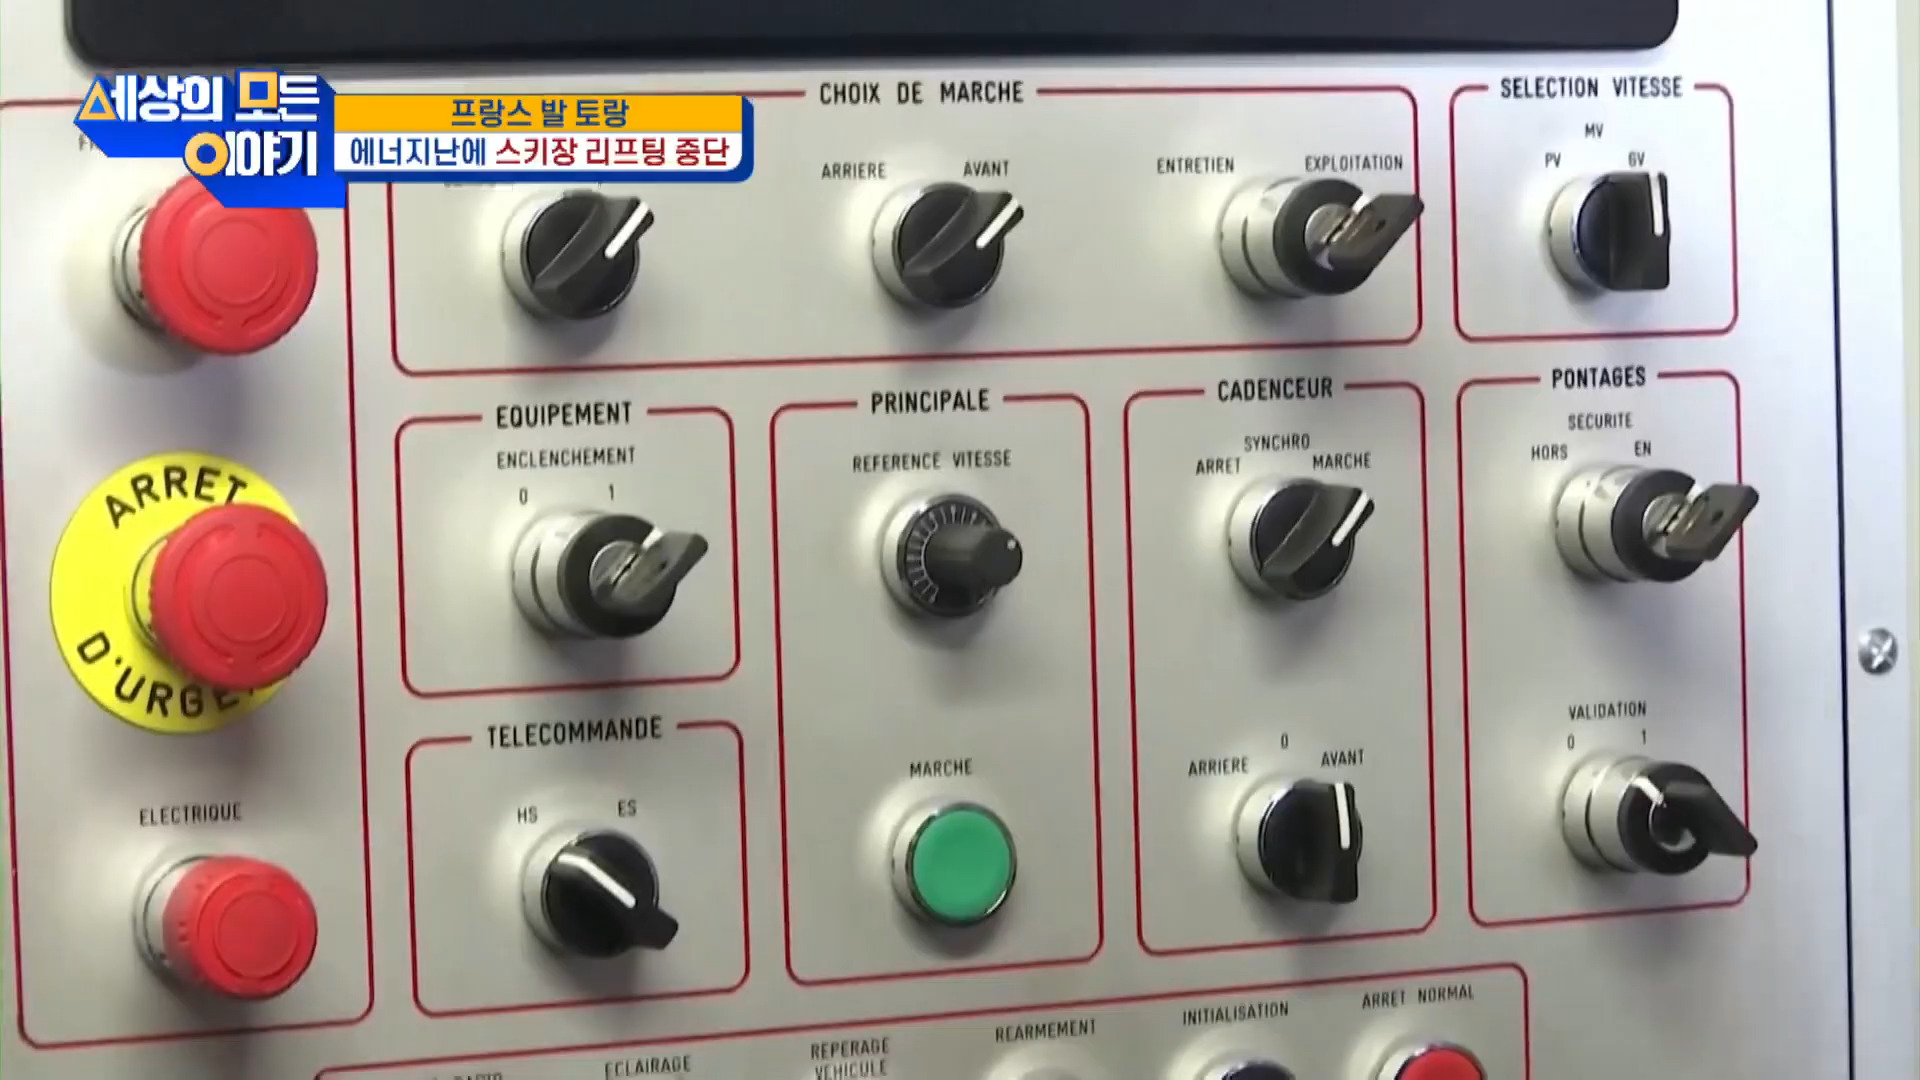 세상의 모든
이야기
프랑스 발 토랑
에너지난에 스키장 리프팅 중단
CHOIX DE MARCHE
SELECTION VITESSE
MV
PV GV
ARRIERE AVANT
ENTRETIEN EXPLOITATION
EQUIPEMENT
ENCLENCHEMENT
0 1
PRINCIPALE
REFERENCE VITESSE
CADENCEUR
SYNCHRO
ARRET MARCHE
PONTAGES
SECURITE
HORS EN
ARRET
D'URGE
TELECOMMANDE
HS ES
MARCHE
0
ARRIERE AVANT
VALIDATION
0 1
ELECTRIQUE
ECLAIRAGE
REPERAGE
VEHICULE
REARMEMENT
INITIALISATION
ARRET NORMAL